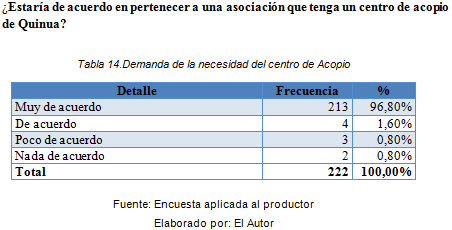 ¿Estaría de acuerdo en pertenecer a una asociación que tenga un centro de acopio
de Quinua?
Tabla 14.Demanda de la necesidad del centro de Acopio
Detalle Frecuencia %
Muy de acuerdo 213 96,80%
De acuerdo 4 1,60%
Poco de acuerdo 3 0,80%
Nada de acuerdo 2 0,80%
Total 222 100,00%
Fuente: Encuesta aplicada al productor
Elaborado por: El Autor